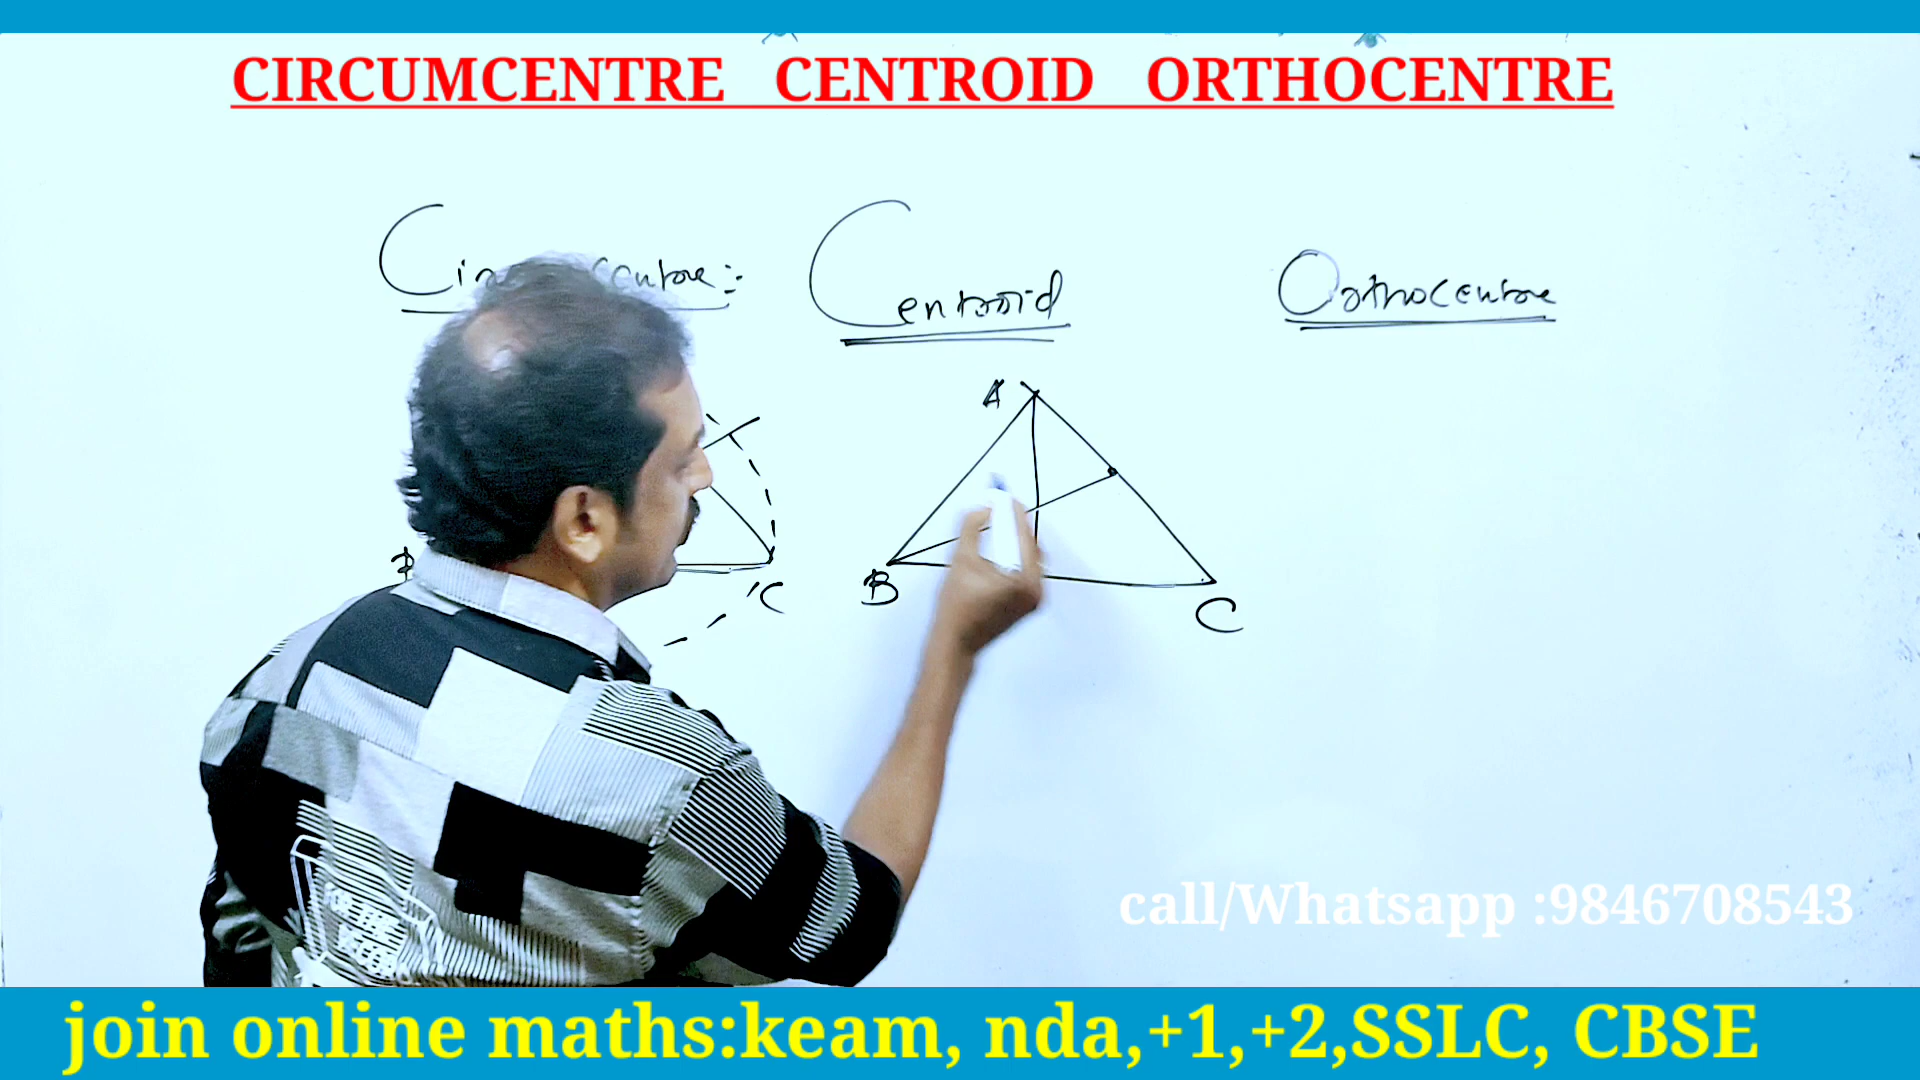 CIRCUMCENTRE CENTROID ORTHOCENTRE
Centroid
Orthocentre
A
B
C
C
call/Whatsapp :9846708543
join online maths:keam, nda,+1,+2,SSLC, CBSE